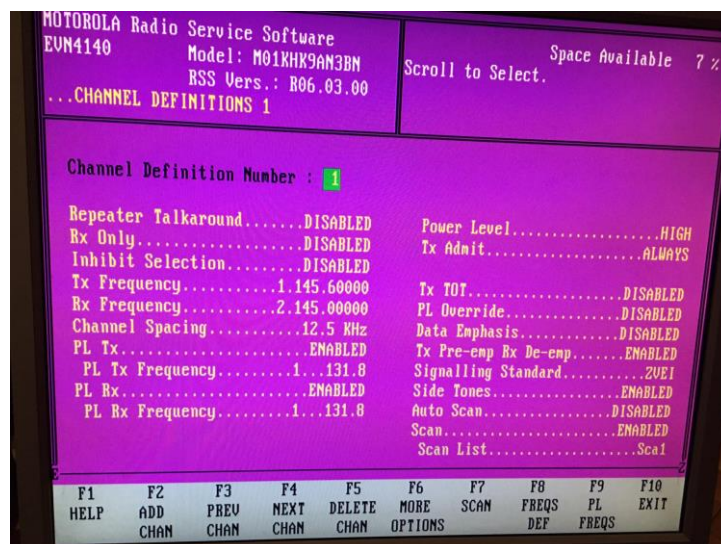 MOTOROLA Radio Service Software
EVN4140 Model: M01KHK9AN3BN
RSS Vers.: R06.03.00
...CHANNEL DEFINITIONS 1
Space Available 7 %
Scroll to Select.
Channel Definition Number : 1
Repeater Talkaround.......DISABLED
Rx Only...................DISABLED
Inhibit Selection.........DISABLED
Tx Frequency.........1.145.60000
Rx Frequency.........2.145.00000
Channel Spacing..........12.5 KHz
PL Tx.....................ENABLED
PL Tx Frequency......1...131.8
PL Rx.....................ENABLED
PL Rx Frequency......1...131.8
Power Level..................HIGH
Tx Admit...................ALWAYS
Tx TOT...................DISABLED
PL Override..............DISABLED
Data Emphasis............DISABLED
Tx Pre-emp Rx De-emp......ENABLED
Signalling Standard..........ZVEI
Side Tones................ENABLED
Auto Scan................DISABLED
Scan......................ENABLED
Scan List....................Sca1
F1 F2 F3 F4 F5 F6 F7 F8 F9 F10
HELP ADD PREV NEXT DELETE MORE SCAN FREQS PL EXIT
CHAN CHAN CHAN CHAN OPTIONS DEF FREQS